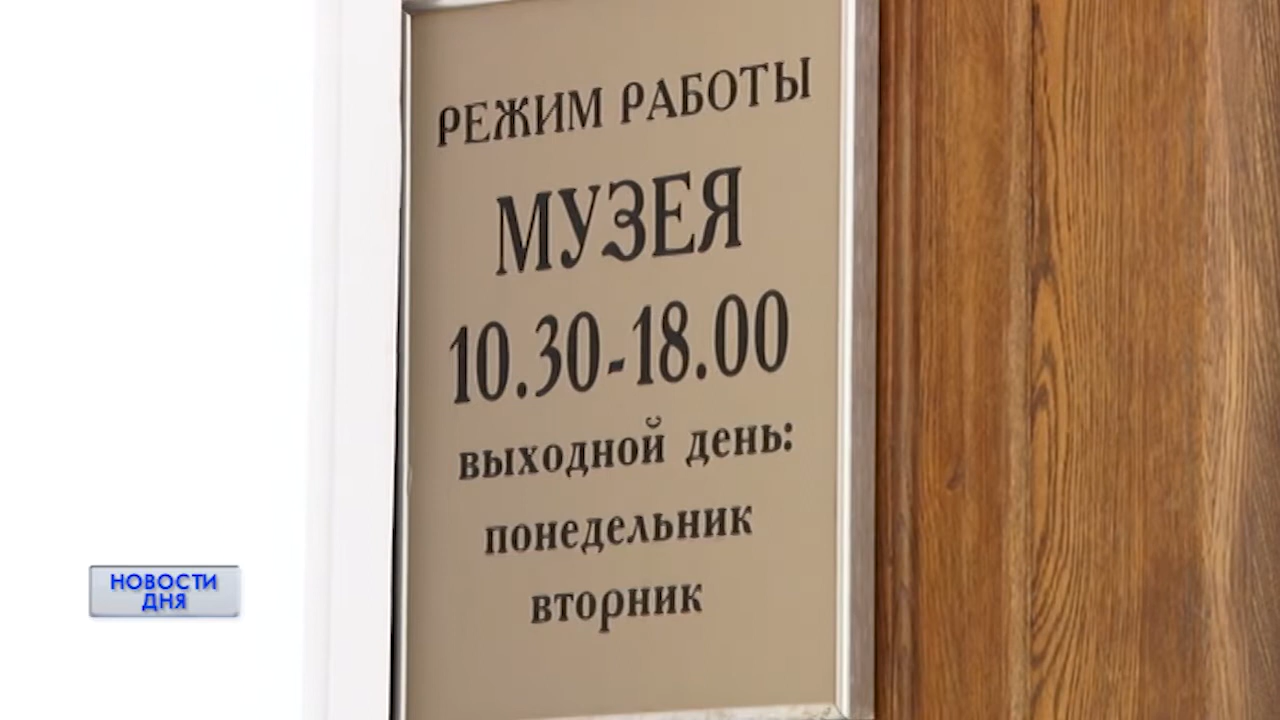 РЕЖИМ РАБОТЫ
МУЗЕЯ
10.30-18.00
выходной день:
понедельник
вторник
НОВОСТИ
ДНЯ